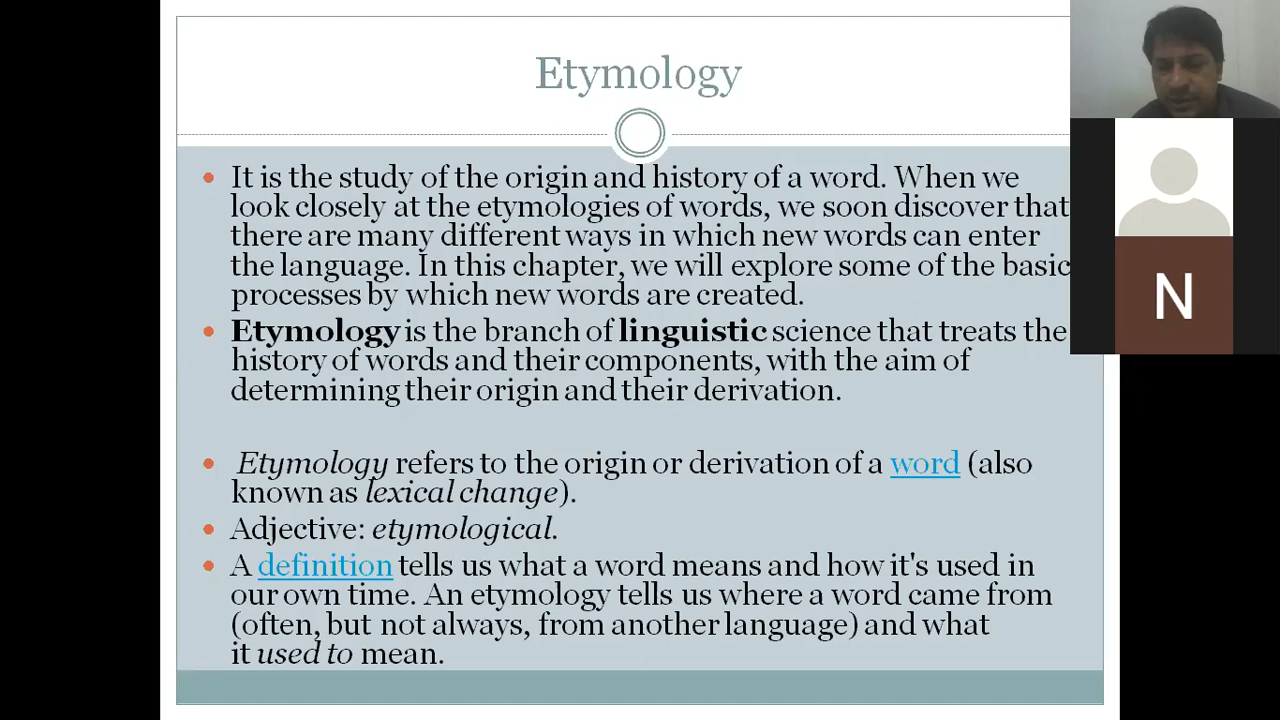 Etymology
It is the study of the origin and history of a word. When we
look closely at the etymologies of words, we soon discover that
there are many different ways in which new words can enter
the language. In this chapter, we will explore some of the basic
processes by which new words are created.
Etymology is the branch of linguistic science that treats the
history of words and their components, with the aim of
determining their origin and their derivation.
Etymology refers to the origin or derivation of a word (also
known as lexical change).
Adjective: etymological.
A definition tells us what a word means and how it's used in
our own time. An etymology tells us where a word came from
(often, but not always, from another language) and what
it used to mean.
N